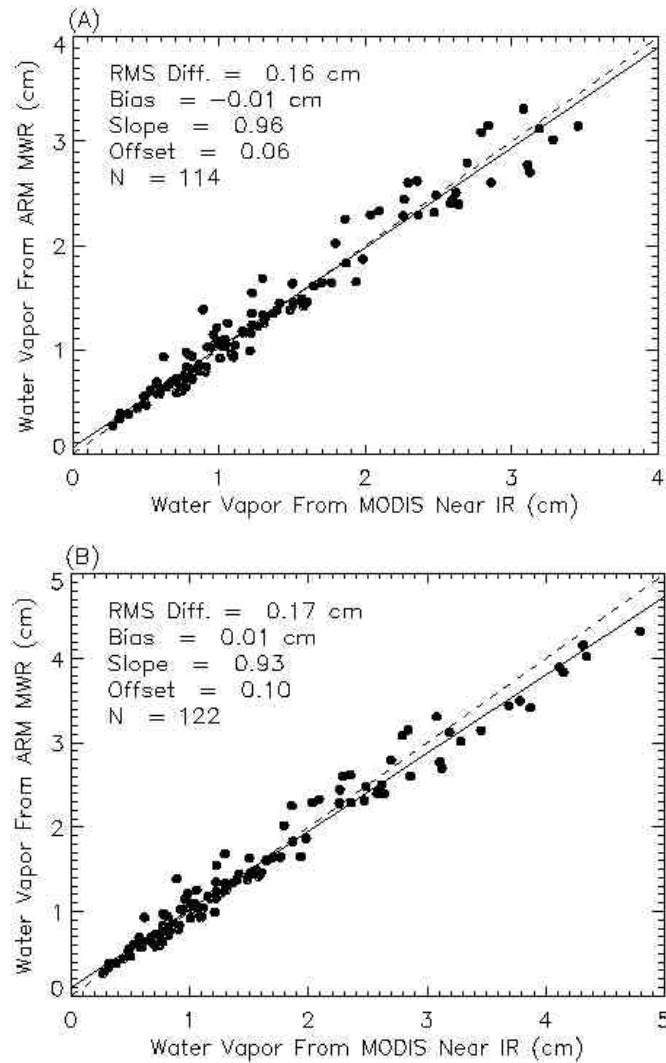 (A)
4
RMS Diff. = 0.16 cm
Bias = −0.01 cm
Slope = 0.96
Offset = 0.06
N = 114
3
2
1
0
Water Vapor From ARM MWR (cm)
0 1 2 3 4
Water Vapor From MODIS Near IR (cm)
(B)
5
RMS Diff. = 0.17 cm
Bias = 0.01 cm
Slope = 0.93
Offset = 0.10
N = 122
4
3
2
1
0
Water Vapor From ARM MWR (cm)
0 1 2 3 4 5
Water Vapor From MODIS Near IR (cm)